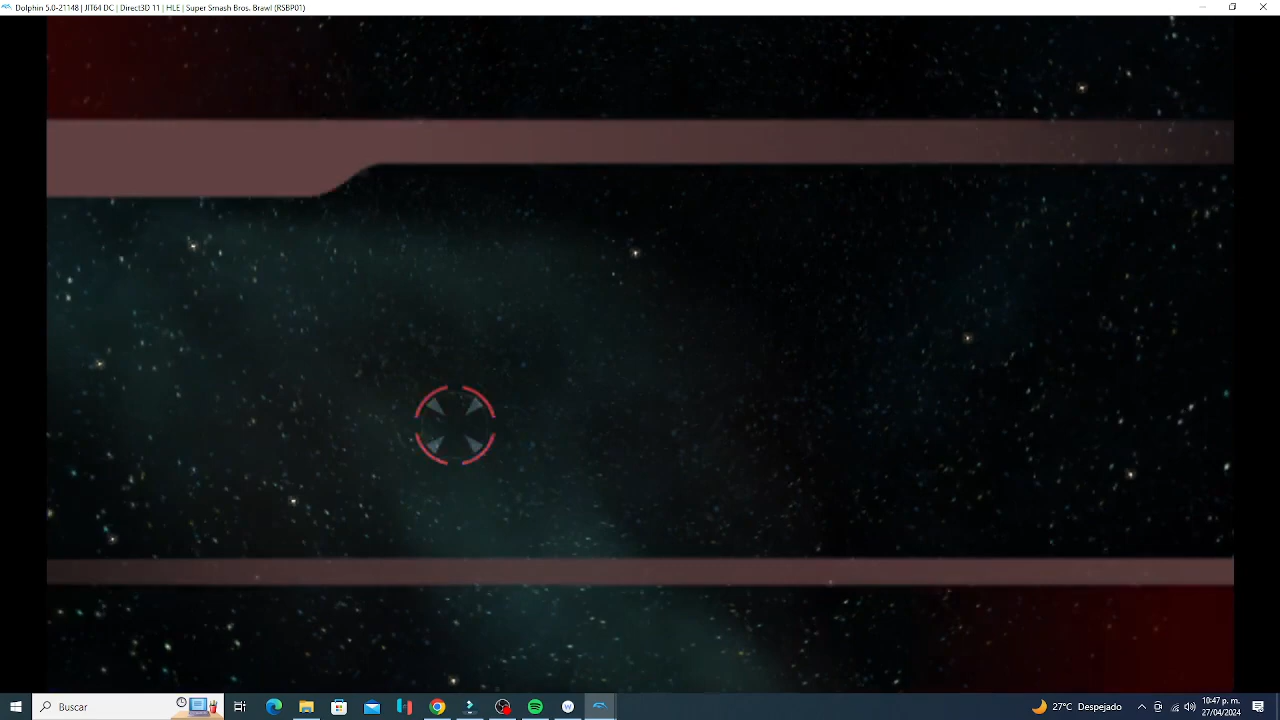 Dolphin 5.0-21148 | JIT64 DC | Direct3D 11 | HLE | Super Smash Bros. Brawl (RSBP01)
Buscar
27°C Despejado
10:47 p. m.
27/04/2024